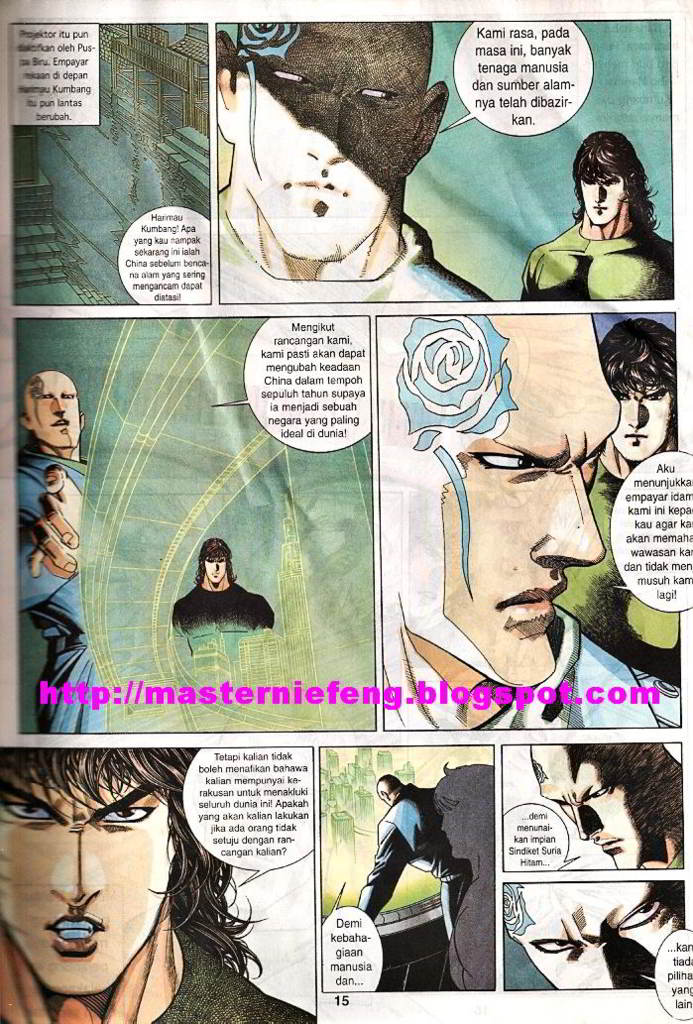 Projektor itu pun
diaktifkan oleh Pus-
pa Biru. Empayar
rekaan di depan
Harimau Kumbang
itu pun lantas
berubah.
Harimau
Kumbang! Apa
yang kau nampak
sekarang ini ialah
China sebelum benca-
na alam yang sering
mengancam dapat
diatasi!
Kami rasa, pada
masa ini, banyak
tenaga manusia
dan sumber alam-
nya telah dibazir-
kan.
Mengikut
rancangan kami,
kami pasti akan dapat
mengubah keadaan
China dalam tempoh
sepuluh tahun supaya
ia menjadi sebuah
negara yang paling
ideal di dunia!
Aku
menunjukka
empayar idam
kami ini kepa
kau agar ka
akan memaha
wawasan kam
dan tidak menj
musuh kam
lagi!
http://masterniefeng.blogspot.com
Tetapi kalian tidak
boleh menafikan bahawa
kalian mempunyai ke-
rakusan untuk menakluki
seluruh dunia ini! Apakah
yang akan kalian lakukan
jika ada orang tidak
setuju dengan ran-
cangan kalian?
Demi
kebaha-
giaan
manusia
dan...
...demi
menunai-
kan impian
Sindiket Suria
Hitam...
...kam
tiada
piliha
yang
lain
15